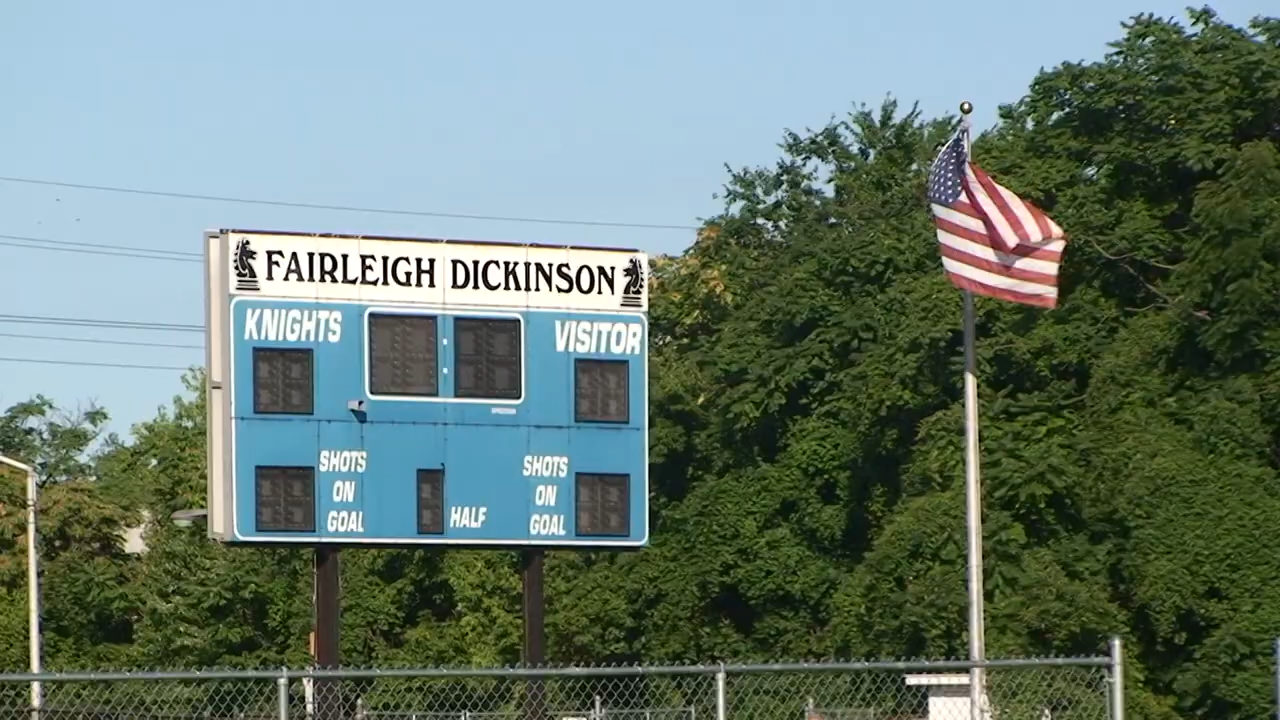 FAIRLEIGH DICKINSON
KNIGHTS
VISITOR
SHOTS
ON
GOAL
HALF
SHOTS
ON
GOAL